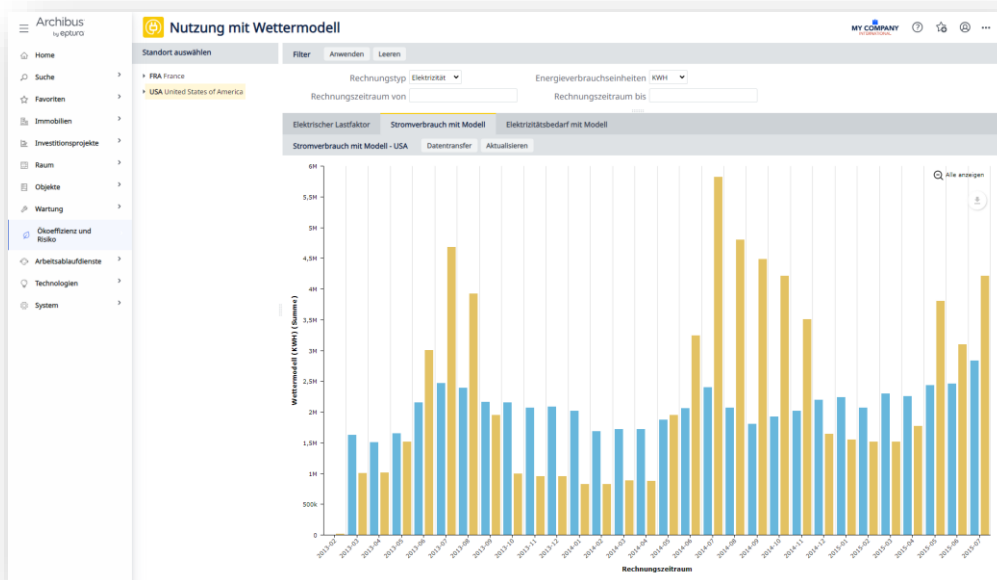 Archibus
by eptura
Nutzung mit Wettermodell
MY COMPANY
INTERNATIONAL
Home
Suche
Favoriten
Immobilien
Investitionsprojekte
Raum
Objekte
Wartung
Ökoeffizienz und
Risiko
Arbeitsablaufdienste
Technologien
System
Standort auswählen
FRA France
USA United States of America
Filter Anwenden Leeren
Rechnungstyp Elektrizität Energieverbrauchseinheiten KWH
Rechnungszeitraum von Rechnungszeitraum bis
Elektrischer Lastfaktor Stromverbrauch mit Modell Elektrizitätsbedarf mit Modell
Stromverbrauch mit Modell - USA Datentransfer Aktualisieren
Alle anzeigen
Wettermodell (KWH) (Summe)
6M
5,5M
5M
4,5M
4M
3,5M
3M
2,5M
2M
1,5M
1M
500k
0
2013-02 2013-03 2013-04 2013-05 2013-06 2013-07 2013-08 2013-09 2013-10 2013-11 2013-12 2014-01 2014-02 2014-03 2014-04 2014-05 2014-06 2014-07 2014-08 2014-09 2014-10 2014-11 2014-12 2015-01 2015-02 2015-03 2015-04 2015-05 2015-06 2015-07
Rechnungszeitraum